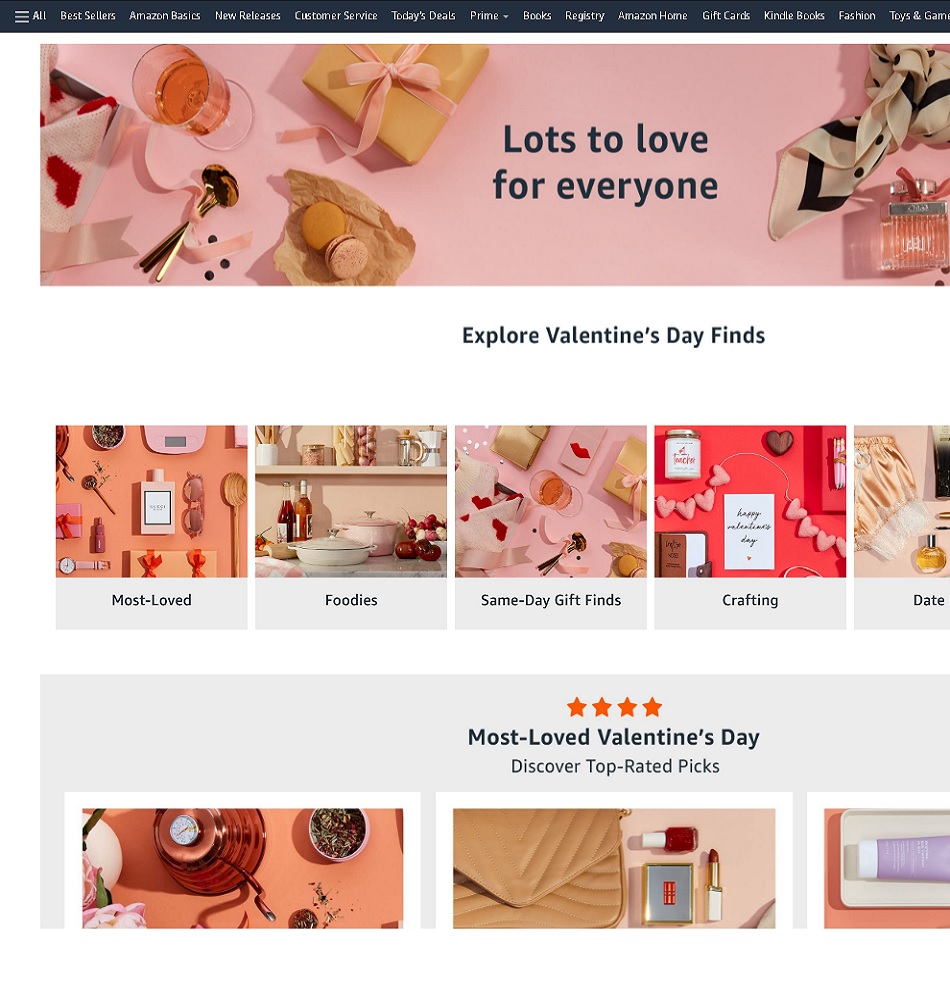 All Best Sellers Amazon Basics New Releases Customer Service Today's Deals Prime Books Registry Amazon Home Gift Cards Kindle Books Fashion Toys & Gam
Lots to love
for everyone
Explore Valentine's Day Finds
#1
Teacher
GUCCI
happy
valentine's
day
Most-Loved
Foodies
Same-Day Gift Finds
Crafting
Date
Most-Loved Valentine's Day
Discover Top-Rated Picks